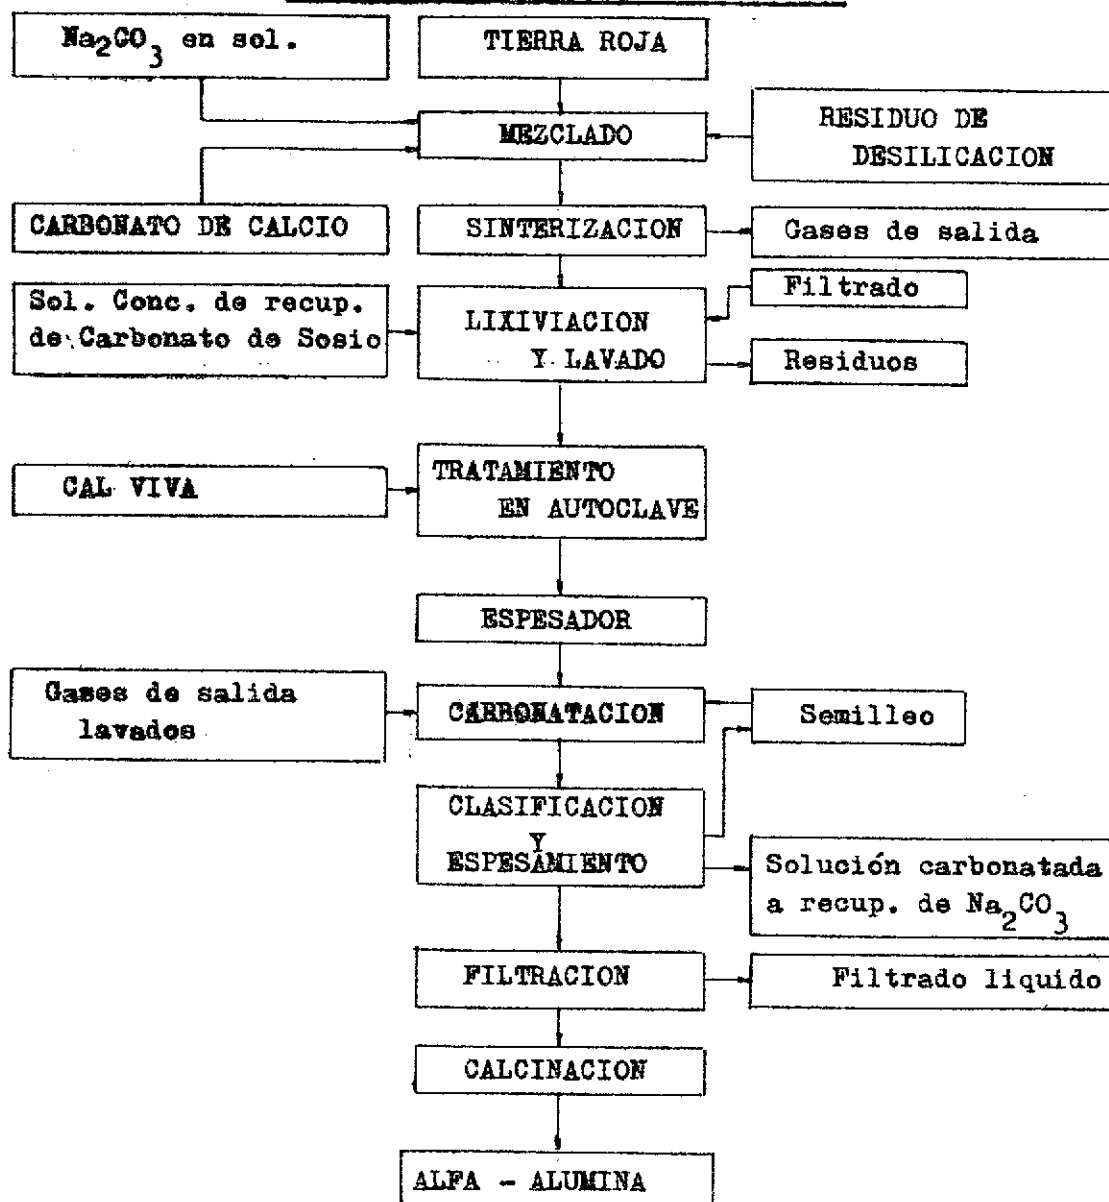 Na2CO3 en sol.
TIERRA ROJA
MEZCLADO
RESIDUO DE
DESILICACION
CARBONATO DE CALCIO
SINTERIZACION
Gases de salida
Sol. Conc. de recup.
de Carbonato de Sosio
LIXIVIACION
Y LAVADO
Filtrado
Residuos
CAL VIVA
TRATAMIENTO
EN AUTOCLAVE
ESPESADOR
Gases de salida
lavados
CARBONATACION
Semilleo
CLASIFICACION
Y
ESPESAMIENTO
Solución carbonatada
a recup. de Na2CO3
FILTRACION
Filtrado liquido
CALCINACION
ALFA - ALUMINA